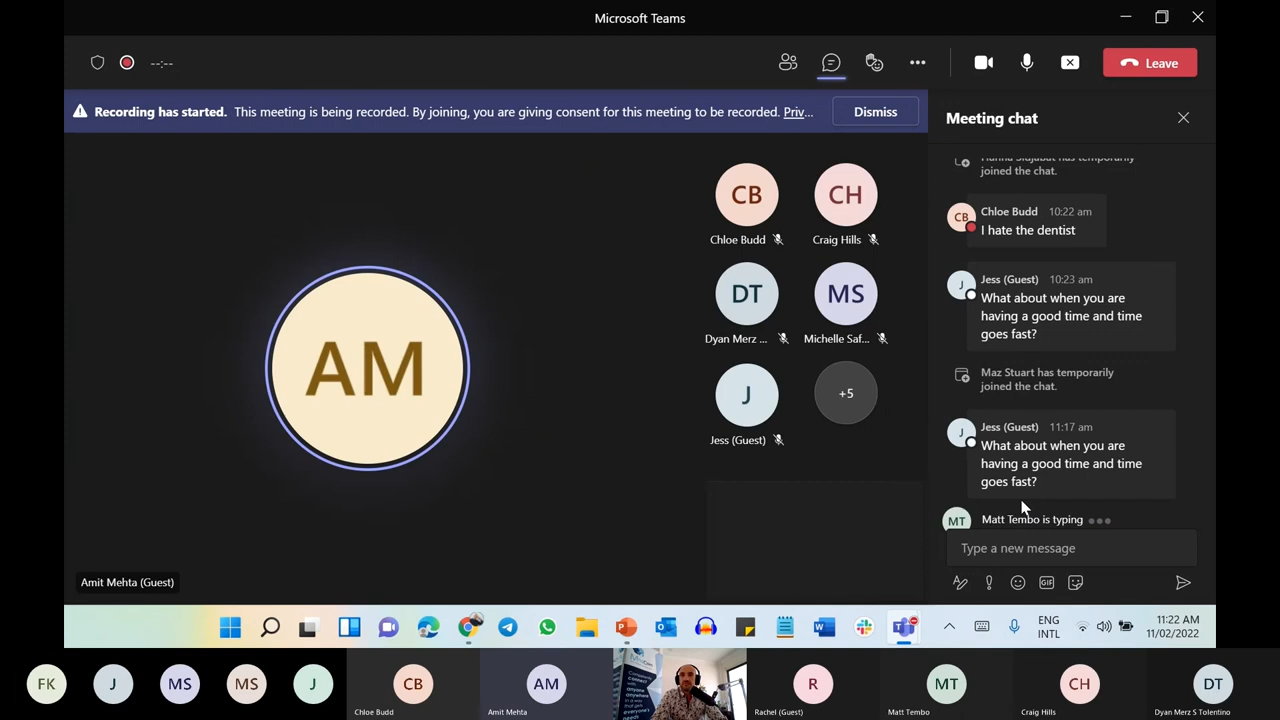 Microsoft Teams
--:--
Leave
Recording has started. This meeting is being recorded. By joining, you are giving consent for this meeting to be recorded. Priv...
Dismiss
Meeting chat
joined the chat.
CB
Chloe Budd 10:22 am
I hate the dentist
J
Jess (Guest) 10:23 am
What about when you are
having a good time and time
goes fast?
Maz Stuart has temporarily
joined the chat.
J
Jess (Guest) 11:17 am
What about when you are
having a good time and time
goes fast?
MT
Matt Tembo is typing
Type a new message
GIF
AM
Amit Mehta (Guest)
CB
CH
Chloe Budd
Craig Hills
DT
MS
Dyan Merz ...
Michelle Saf...
J
+5
Jess (Guest)
ENG
INTL
11:22 AM
11/02/2022
FK
J
MS
MS
J
CB
Chloe Budd
AM
Amit Mehta
R
Rachel (Guest)
MT
Matt Tembo
CH
Craig Hills
DT
Dyan Merz S Tolentino